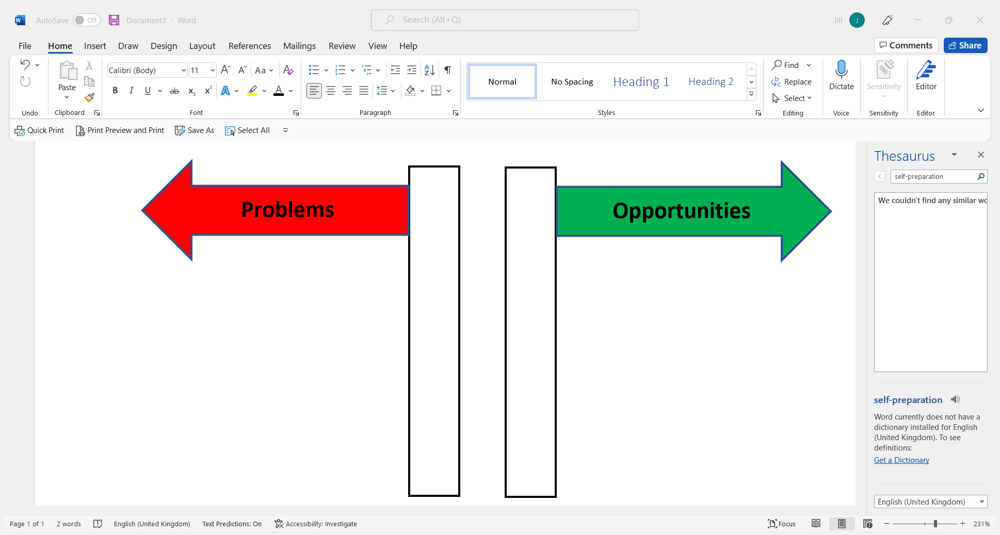 AutoSave Off Document1 - Word
Search (Alt+Q)
Jill J
File Home Insert Draw Design Layout References Mailings Review View Help
Comments Share
Paste
Calibri (Body) 11 Aa
Normal No Spacing Heading 1 Heading 2
Find
Replace
Select
Dictate Sensitivity Editor
Undo Clipboard Font Paragraph Styles Editing Voice Sensitivity Editor
Quick Print Print Preview and Print Save As Select All
Problems
Opportunities
Thesaurus
self-preparation
We couldn't find any similar wo
self-preparation
Word currently does not have a
dictionary installed for English
(United Kingdom). To see
definitions:
Get a Dictionary
English (United Kingdom)
Page 1 of 1 2 words English (United Kingdom) Text Predictions: On Accessibility: Investigate Focus 231%